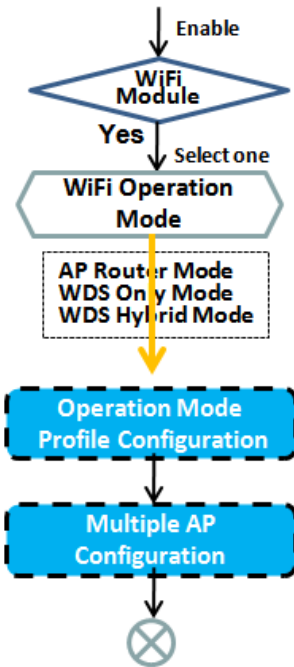 Enable
WiFi
Module
Yes
Select one
WiFi Operation
Mode
AP Router Mode
WDS Only Mode
WDS Hybrid Mode
Operation Mode
Profile Configuration
Multiple AP
Configuration